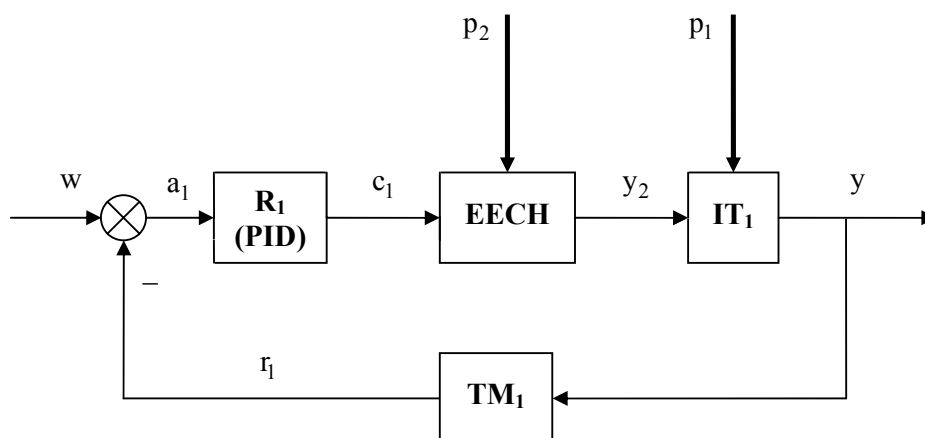 p₂
p₁
w
a₁
R₁
(PID)
c₁
EECH
y₂
IT₁
y
–
r₁
TM₁